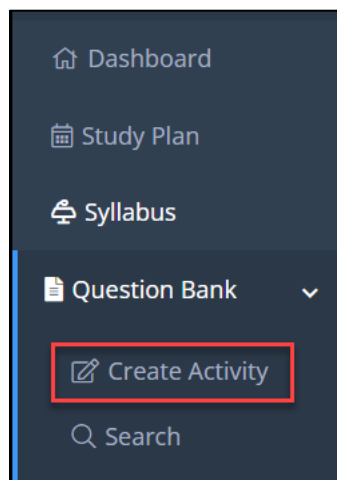 Dashboard
Study Plan
Syllabus
Question Bank
Create Activity
Search